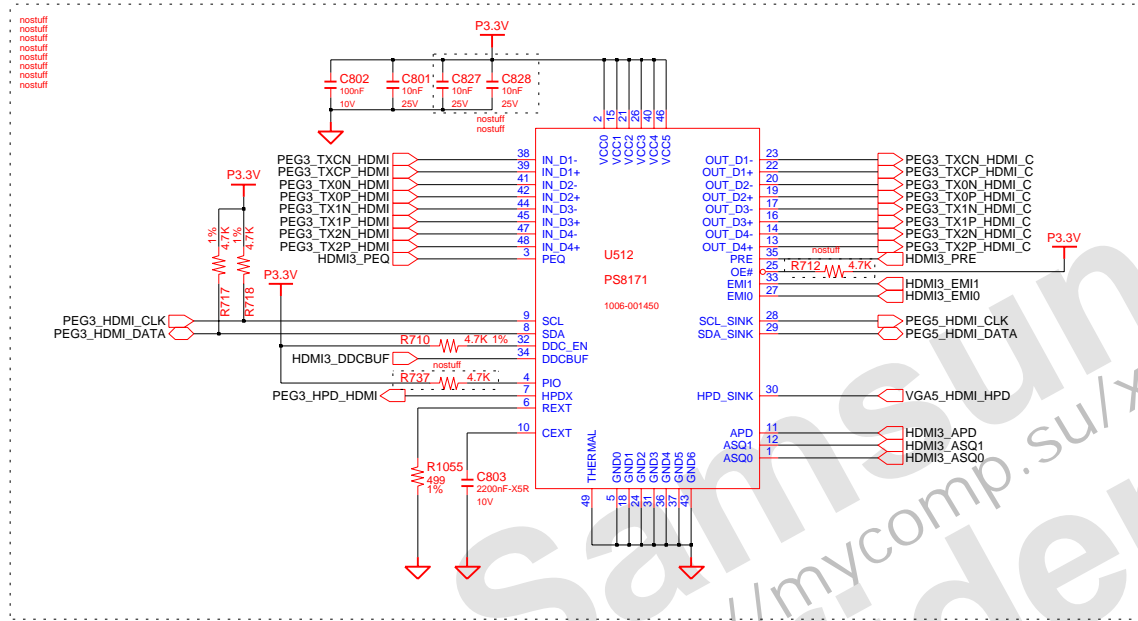 nostuff
nostuff
nostuff
nostuff
nostuff
nostuff
nostuff
nostuff
P3.3V
C802
100nF
10V
C801
10nF
25V
C827
10nF
25V
C828
10nF
25V
nostuff
nostuff
2
15
21
26
40
46
VCC0
VCC1
VCC2
VCC3
VCC4
VCC5
PEG3_TXCN_HDMI 38 IN_D1-
PEG3_TXCP_HDMI 39 IN_D1+
PEG3_TX0N_HDMI 41 IN_D2-
PEG3_TX0P_HDMI 42 IN_D2+
PEG3_TX1N_HDMI 44 IN_D3-
PEG3_TX1P_HDMI 45 IN_D3+
PEG3_TX2N_HDMI 47 IN_D4-
PEG3_TX2P_HDMI 48 IN_D4+
HDMI3_PEQ 3 PEQ
OUT_D1- 23 PEG3_TXCN_HDMI_C
OUT_D1+ 22 PEG3_TXCP_HDMI_C
OUT_D2- 20 PEG3_TX0N_HDMI_C
OUT_D2+ 19 PEG3_TX0P_HDMI_C
OUT_D3- 17 PEG3_TX1N_HDMI_C
OUT_D3+ 16 PEG3_TX1P_HDMI_C
OUT_D4- 14 PEG3_TX2N_HDMI_C
OUT_D4+ 13 PEG3_TX2P_HDMI_C
PRE 35 HDMI3_PRE
nostuff
OE# 25 R712 4.7K
P3.3V
EMI1 33 HDMI3_EMI1
EMI0 27 HDMI3_EMI0
U512
PS8171
1006-001450
P3.3V
1%
4.7K
R717
1%
4.7K
R718
P3.3V
PEG3_HDMI_CLK 9 SCL
PEG3_HDMI_DATA 8 SDA
R710 4.7K 1% 32 DDC_EN
HDMI3_DDCBUF 34 DDCBUF
nostuff
R737 4.7K 4 PIO
PEG3_HPD_HDMI 7 HPDX
6 REXT
10 CEXT
SCL_SINK 28 PEG5_HDMI_CLK
SDA_SINK 29 PEG5_HDMI_DATA
HPD_SINK 30 VGA5_HDMI_HPD
APD 11 HDMI3_APD
ASQ1 12 HDMI3_ASQ1
ASQ0 1 HDMI3_ASQ0
R1055
499
1%
C803
2200nF-X5R
10V
THERMAL
GND0
GND1
GND2
GND3
GND4
GND5
GND6
49
5
18
24
31
36
37
43
Samsun
//mycomp.su/x